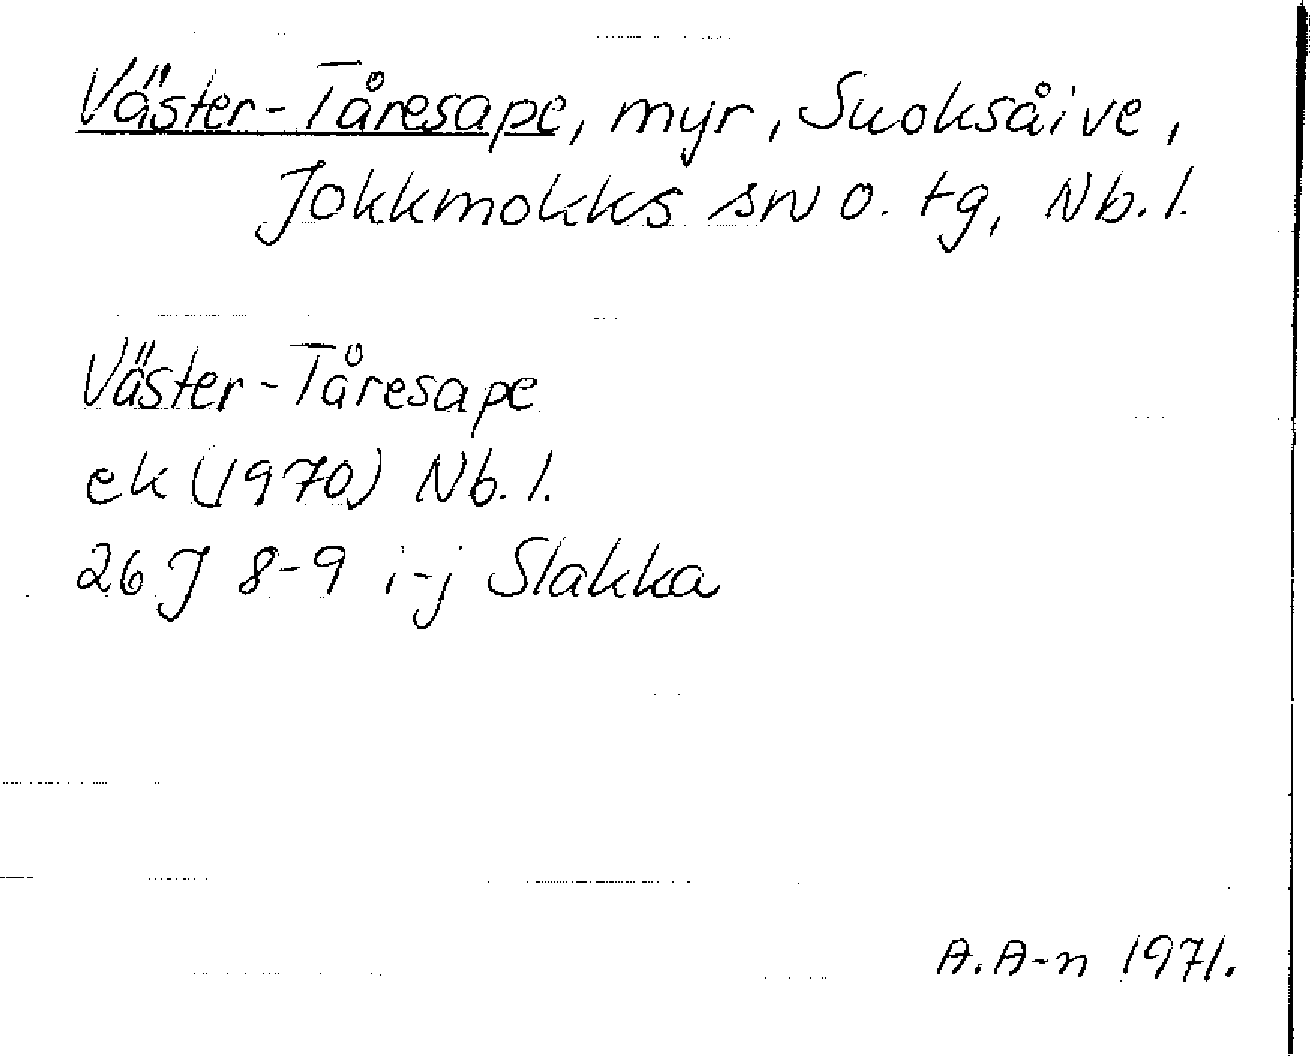 Väster-Tåresape, myr, Suoksåive,
Jokkmokks sn o. tg, Nb. l.
Väster-Tåresape
ek (1970) Nb. l.
26 J 8-9 i-j Slakka
A. A-n 1971.